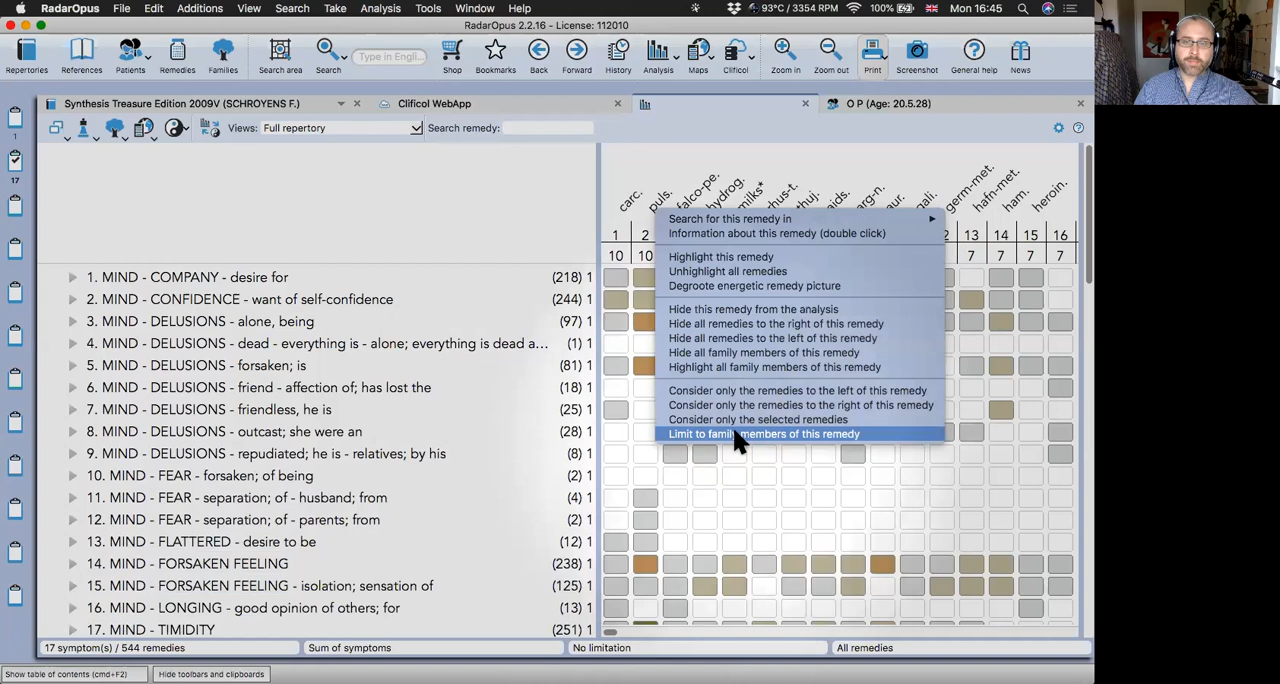 RadarOpus File Edit Additions View Search Take Analysis Tools Window Help 93°C / 3354 RPM 100% Mon 16:45
RadarOpus 2.2.16 - License: 112010
Repertories References Patients Remedies Families Search area Search Type in Engli... Shop Bookmarks Back Forward History Analysis Maps Clificol Zoom in Zoom out Print Screenshot General help News
Synthesis Treasure Edition 2009V (SCHROYENS F.) Clificol WebApp O P (Age: 20.5.28)
Views: Full repertory Search remedy:
1
17
carc. puls. falco-pe. hydrog. milks* rhus-t. thuj. aids. arg-n. aur. germ-met. hafn-met. ham. heroin.
1 2 2 13 14 15 16
10 10 7 7 7 7
Search for this remedy in
Information about this remedy (double click)
Highlight this remedy
Unhighlight all remedies
Degroote energetic remedy picture
Hide this remedy from the analysis
Hide all remedies to the right of this remedy
Hide all remedies to the left of this remedy
Hide all family members of this remedy
Highlight all family members of this remedy
Consider only the remedies to the left of this remedy
Consider only the remedies to the right of this remedy
Consider only the selected remedies
Limit to family members of this remedy
1. MIND - COMPANY - desire for (218) 1
2. MIND - CONFIDENCE - want of self-confidence (244) 1
3. MIND - DELUSIONS - alone, being (97) 1
4. MIND - DELUSIONS - dead - everything is - alone; everything is dead a... (1) 1
5. MIND - DELUSIONS - forsaken; is (81) 1
6. MIND - DELUSIONS - friend - affection of; has lost the (18) 1
7. MIND - DELUSIONS - friendless, he is (25) 1
8. MIND - DELUSIONS - outcast; she were an (28) 1
9. MIND - DELUSIONS - repudiated; he is - relatives; by his (8) 1
10. MIND - FEAR - forsaken; of being (2) 1
11. MIND - FEAR - separation; of - husband; from (4) 1
12. MIND - FEAR - separation; of - parents; from (2) 1
13. MIND - FLATTERED - desire to be (12) 1
14. MIND - FORSAKEN FEELING (238) 1
15. MIND - FORSAKEN FEELING - isolation; sensation of (125) 1
16. MIND - LONGING - good opinion of others; for (13) 1
17. MIND - TIMIDITY (251) 1
17 symptom(s) / 544 remedies Sum of symptoms No limitation All remedies
Show table of contents (cmd+F2) Hide toolbars and clipboards